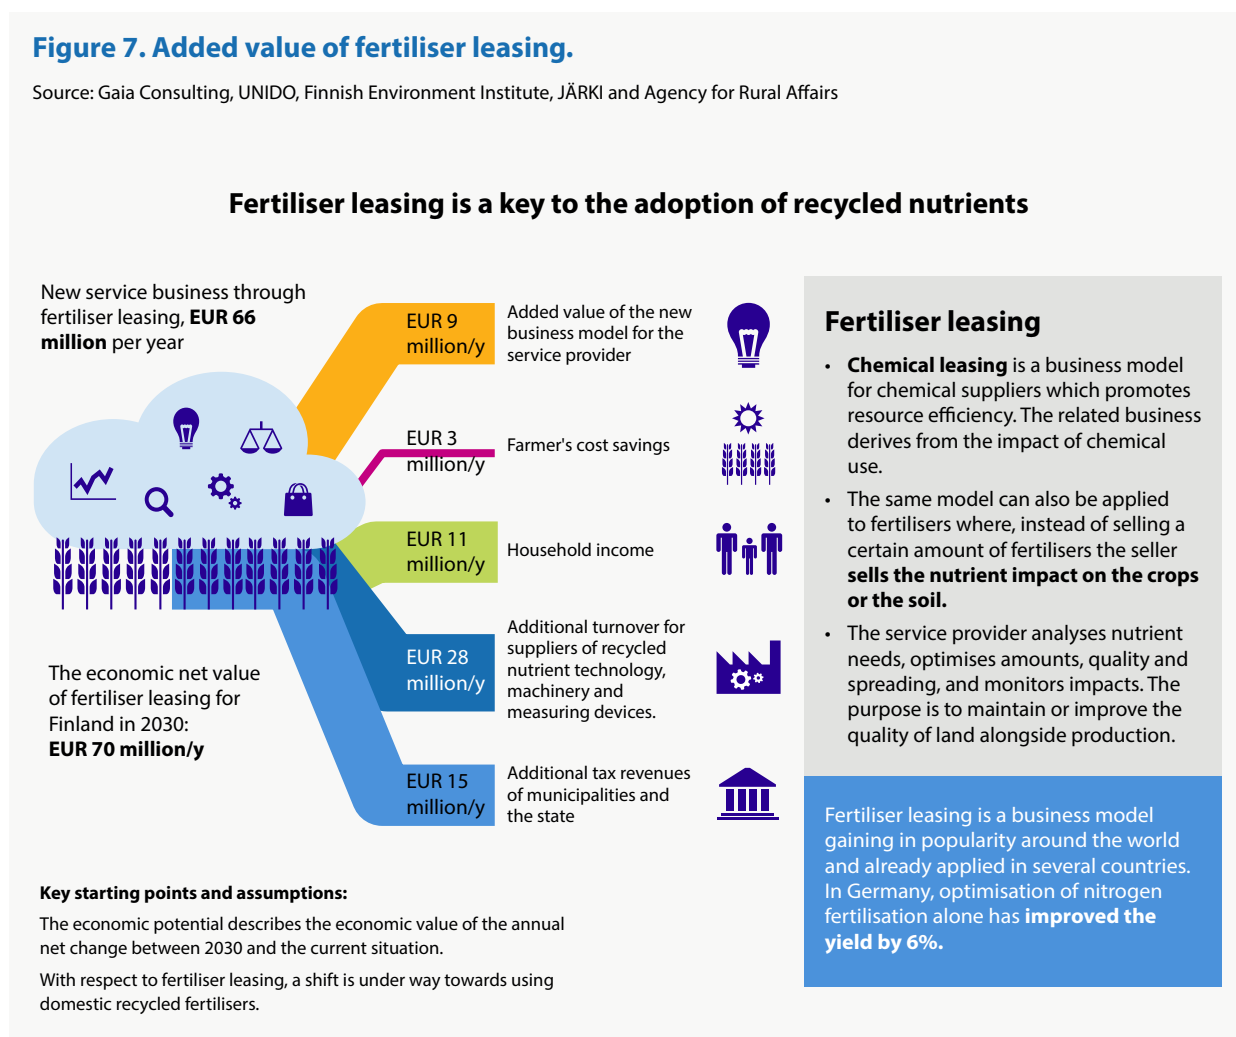 Figure 7. Added value of fertiliser leasing.
Source: Gaia Consulting, UNIDO, Finnish Environment Institute, JÄRKI and Agency for Rural Affairs
Fertiliser leasing is a key to the adoption of recycled nutrients
New service business through
fertiliser leasing, EUR 66
million per year
EUR 9
million/y
Added value of the new
business model for the
service provider
EUR 3
million/y
Farmer's cost savings
EUR 11
million/y
Household income
EUR 28
million/y
Additional turnover for
suppliers of recycled
nutrient technology,
machinery and
measuring devices.
EUR 15
million/y
Additional tax revenues
of municipalities and
the state
The economic net value
of fertiliser leasing for
Finland in 2030:
EUR 70 million/y
Key starting points and assumptions:
The economic potential describes the economic value of the annual
net change between 2030 and the current situation.
With respect to fertiliser leasing, a shift is under way towards using
domestic recycled fertilisers.
Fertiliser leasing
• Chemical leasing is a business model
for chemical suppliers which promotes
resource efficiency. The related business
derives from the impact of chemical
use.
• The same model can also be applied
to fertilisers where, instead of selling a
certain amount of fertilisers the seller
sells the nutrient impact on the crops
or the soil.
• The service provider analyses nutrient
needs, optimises amounts, quality and
spreading, and monitors impacts. The
purpose is to maintain or improve the
quality of land alongside production.
Fertiliser leasing is a business model
gaining in popularity around the world
and already applied in several countries.
In Germany, optimisation of nitrogen
fertilisation alone has improved the
yield by 6%.